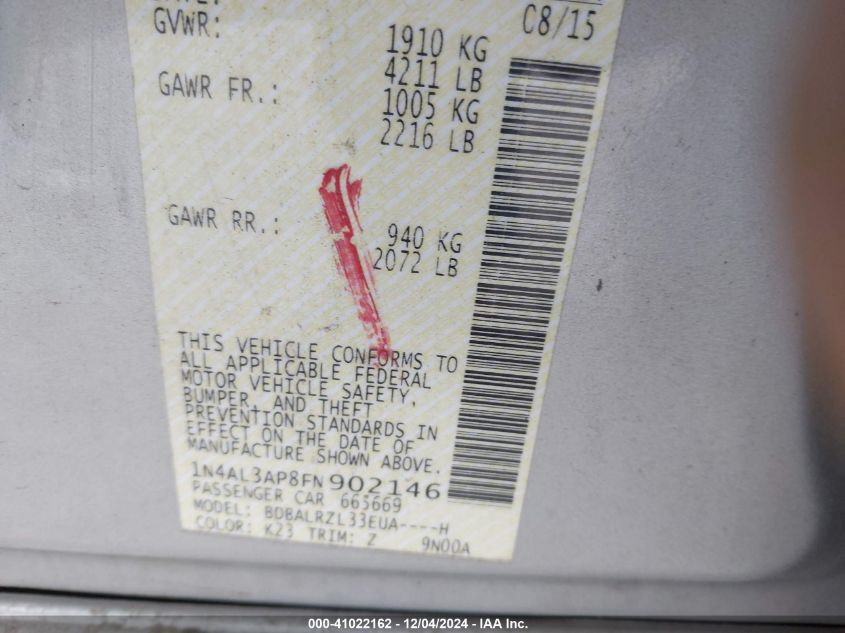 C8/15
GVWR: 1910 KG
4211 LB
GAWR FR.: 1005 KG
2216 LB
GAWR RR.: 940 KG
2072 LB
THIS VEHICLE CONFORMS TO
ALL APPLICABLE FEDERAL
MOTOR VEHICLE SAFETY,
BUMPER, AND THEFT
PREVENTION STANDARDS IN
EFFECT ON THE DATE OF
MANUFACTURE SHOWN ABOVE.
1N4AL3AP8FN902146
PASSENGER CAR 663669
MODEL: BDBALRZL33EUA----H
COLOR: K23 TRIM: Z 9N00A
000-41022162 - 12/04/2024 - IAA Inc.